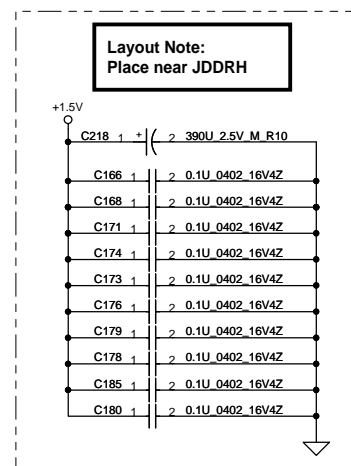 Layout Note:
Place near JDDRH
+1.5V
C218 1 + 2 390U_2.5V_M_R10
C166 1 2 0.1U_0402_16V4Z
C168 1 2 0.1U_0402_16V4Z
C171 1 2 0.1U_0402_16V4Z
C174 1 2 0.1U_0402_16V4Z
C173 1 2 0.1U_0402_16V4Z
C176 1 2 0.1U_0402_16V4Z
C179 1 2 0.1U_0402_16V4Z
C178 1 2 0.1U_0402_16V4Z
C185 1 2 0.1U_0402_16V4Z
C180 1 2 0.1U_0402_16V4Z